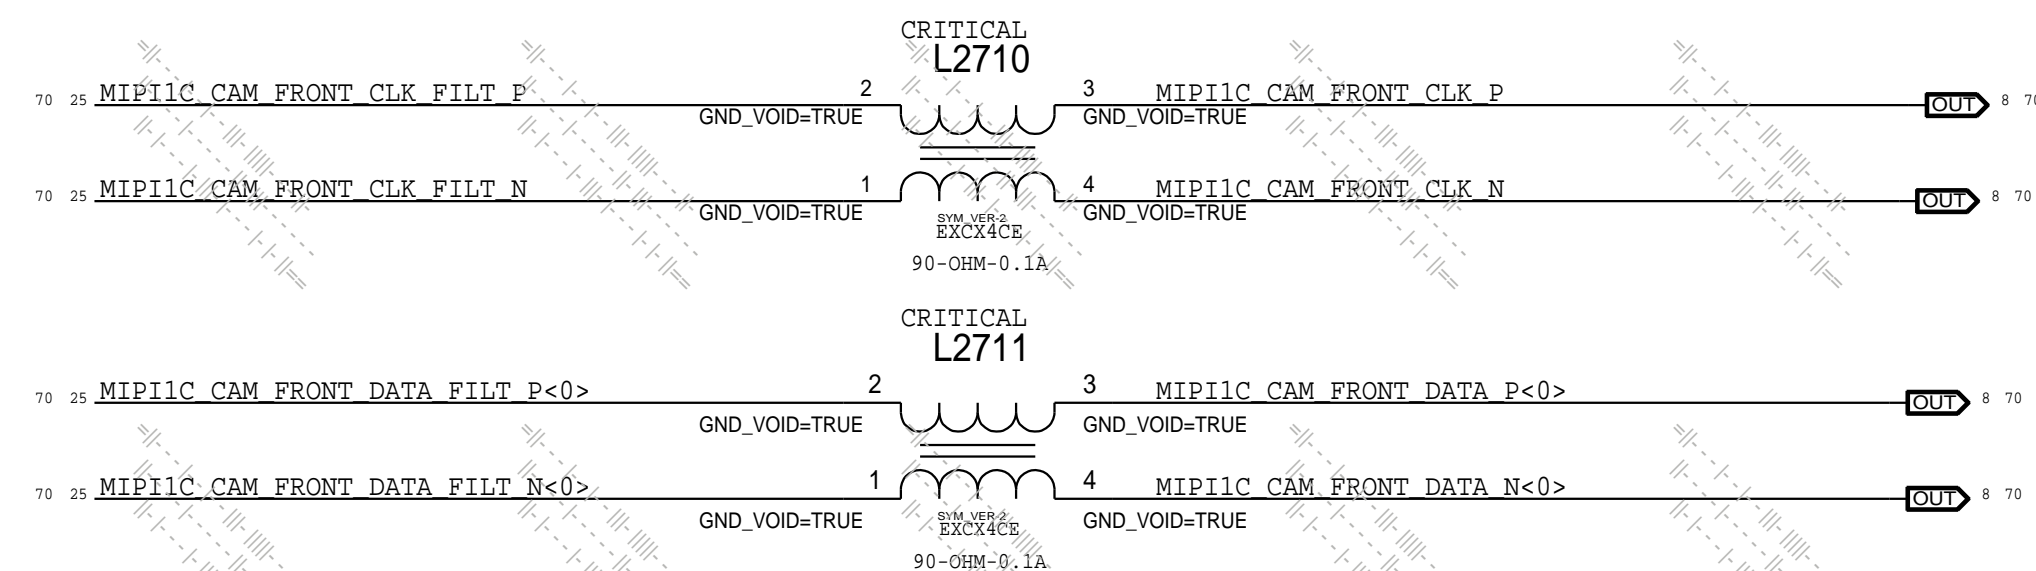 CRITICAL
L2710
70 25 MIPI1C_CAM_FRONT_CLK_FILT_P 2 3 MIPI1C_CAM_FRONT_CLK_P OUT 8 70
GND_VOID=TRUE GND_VOID=TRUE
70 25 MIPI1C_CAM_FRONT_CLK_FILT_N 1 4 MIPI1C_CAM_FRONT_CLK_N OUT 8 70
GND_VOID=TRUE GND_VOID=TRUE
SYM_VER-2
EXCX4CE
90-OHM-0.1A
CRITICAL
L2711
70 25 MIPI1C_CAM_FRONT_DATA_FILT_P<0> 2 3 MIPI1C_CAM_FRONT_DATA_P<0> OUT 8 70
GND_VOID=TRUE GND_VOID=TRUE
70 25 MIPI1C_CAM_FRONT_DATA_FILT_N<0> 1 4 MIPI1C_CAM_FRONT_DATA_N<0> OUT 8 70
GND_VOID=TRUE GND_VOID=TRUE
SYM_VER-2
EXCX4CE
90-OHM-0.1A